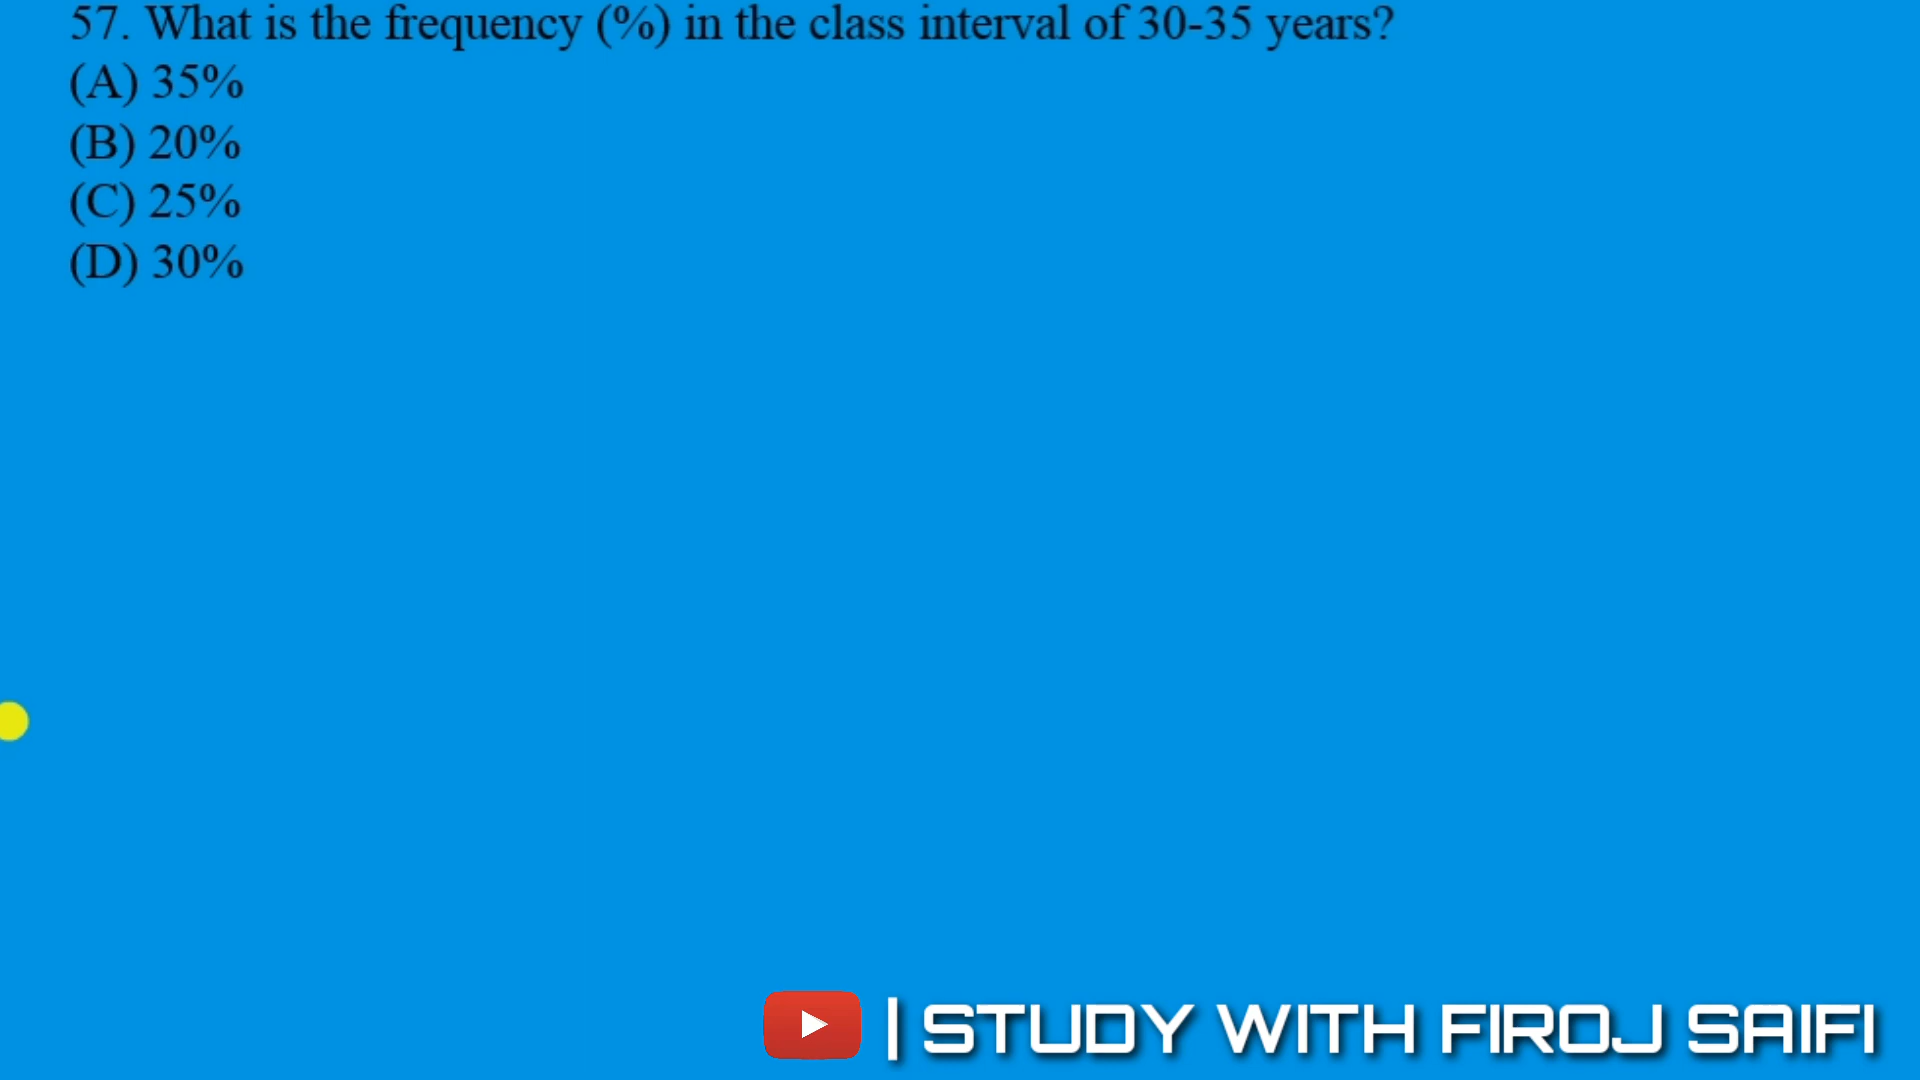 57. What is the frequency (%) in the class interval of 30-35 years?
(A) 35%
(B) 20%
(C) 25%
(D) 30%
| STUDY WITH FIROJ SAIFI